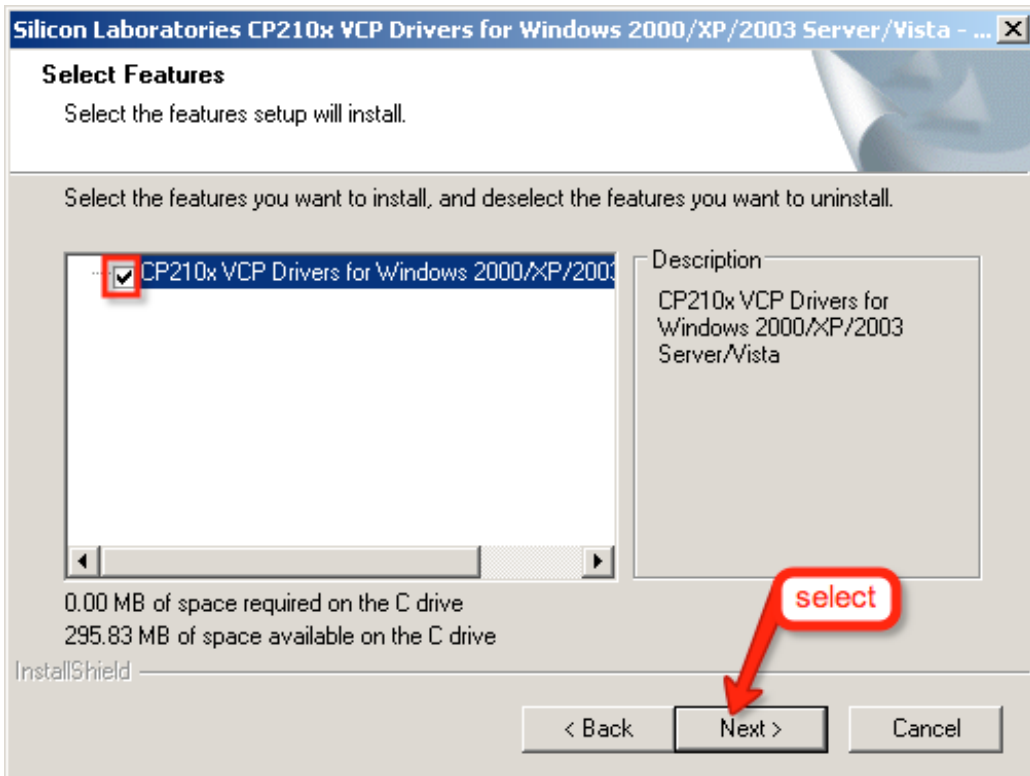 Silicon Laboratories CP210x VCP Drivers for Windows 2000/XP/2003 Server/Vista - ...
Select Features
Select the features setup will install.
Select the features you want to install, and deselect the features you want to uninstall.
CP210x VCP Drivers for Windows 2000/XP/2003
Description
CP210x VCP Drivers for
Windows 2000/XP/2003
Server/Vista
0.00 MB of space required on the C drive
295.83 MB of space available on the C drive
select
InstallShield
< Back
Next >
Cancel